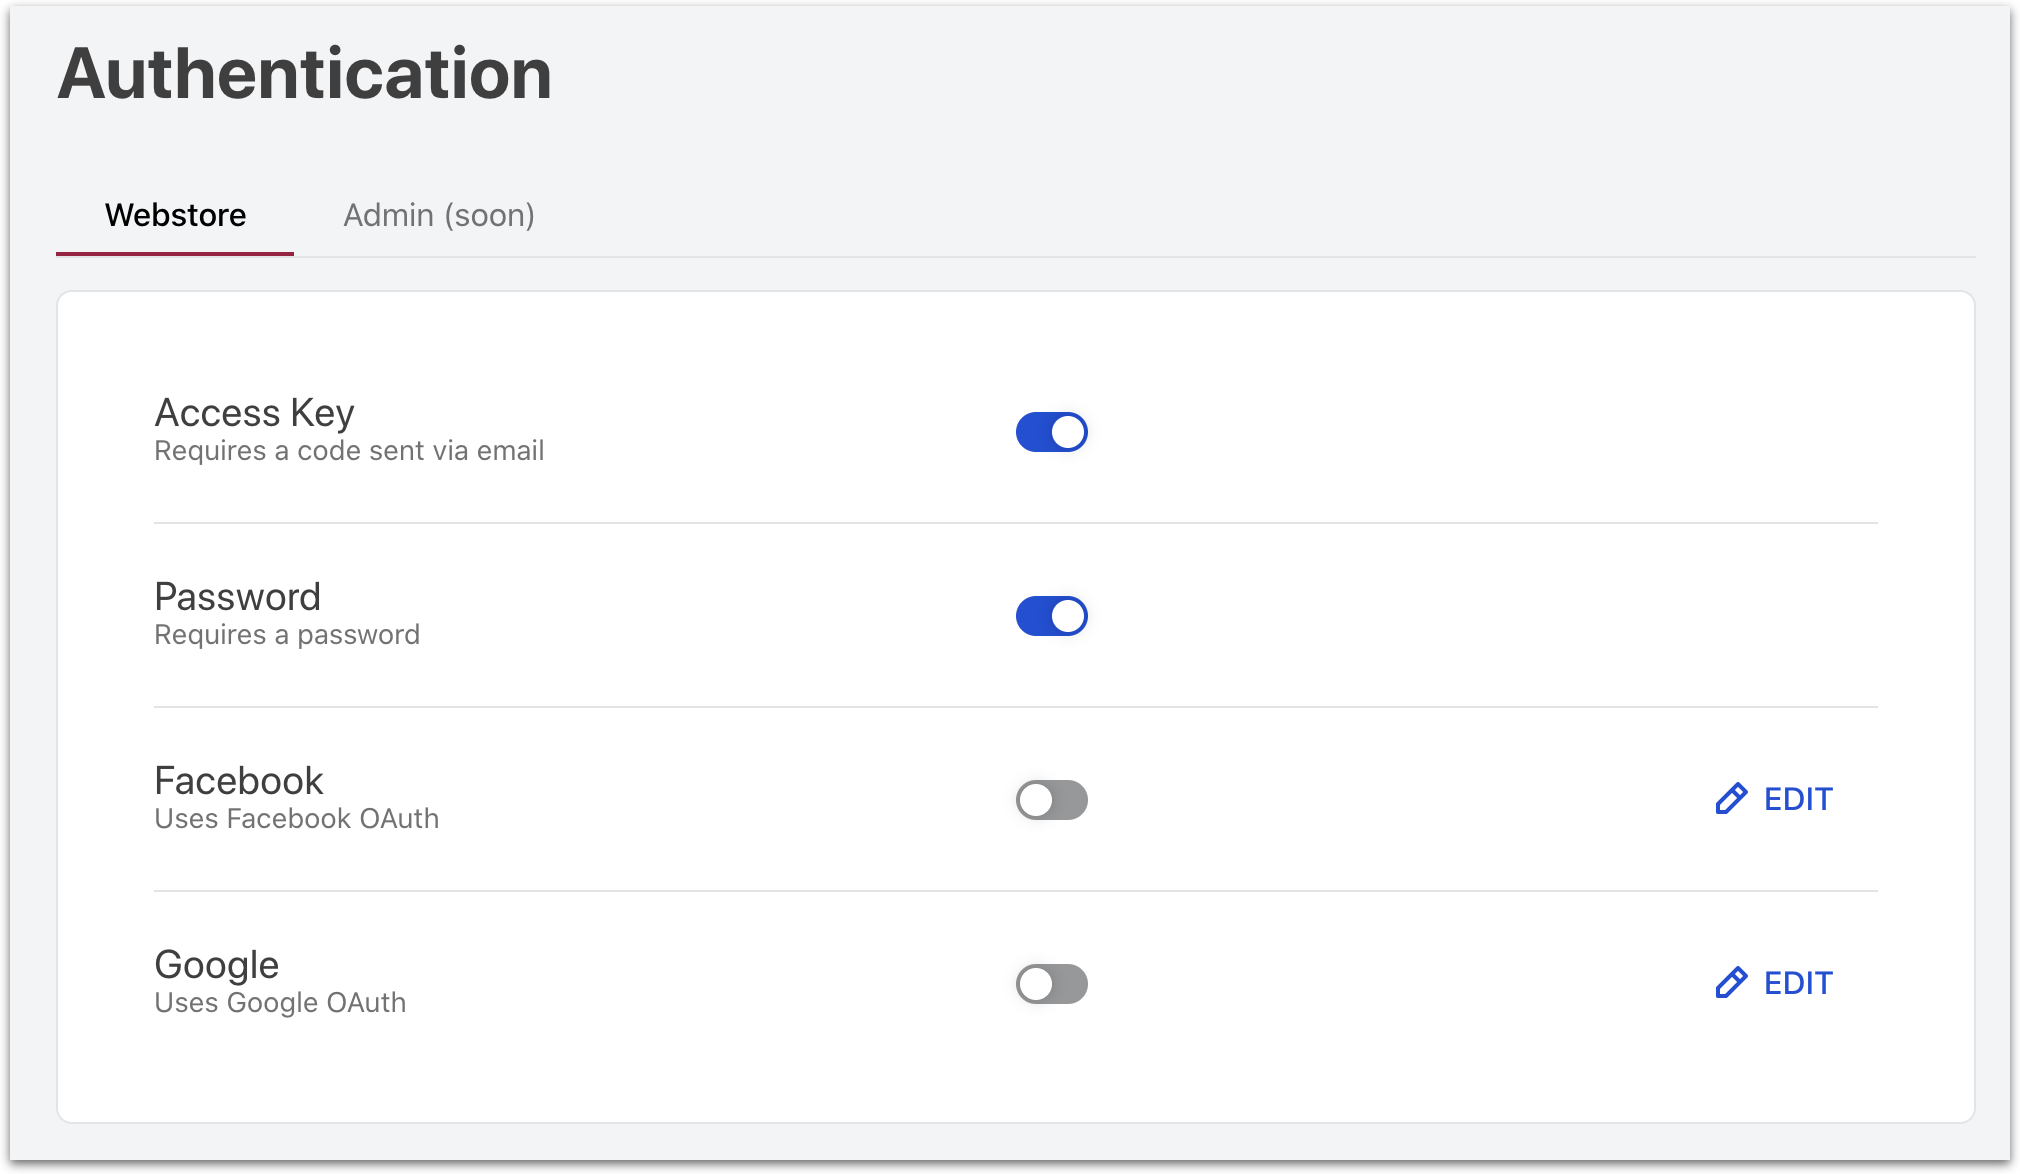 Authentication
Webstore
Admin (soon)
Access Key
Requires a code sent via email
Password
Requires a password
Facebook
Uses Facebook OAuth
EDIT
Google
Uses Google OAuth
EDIT